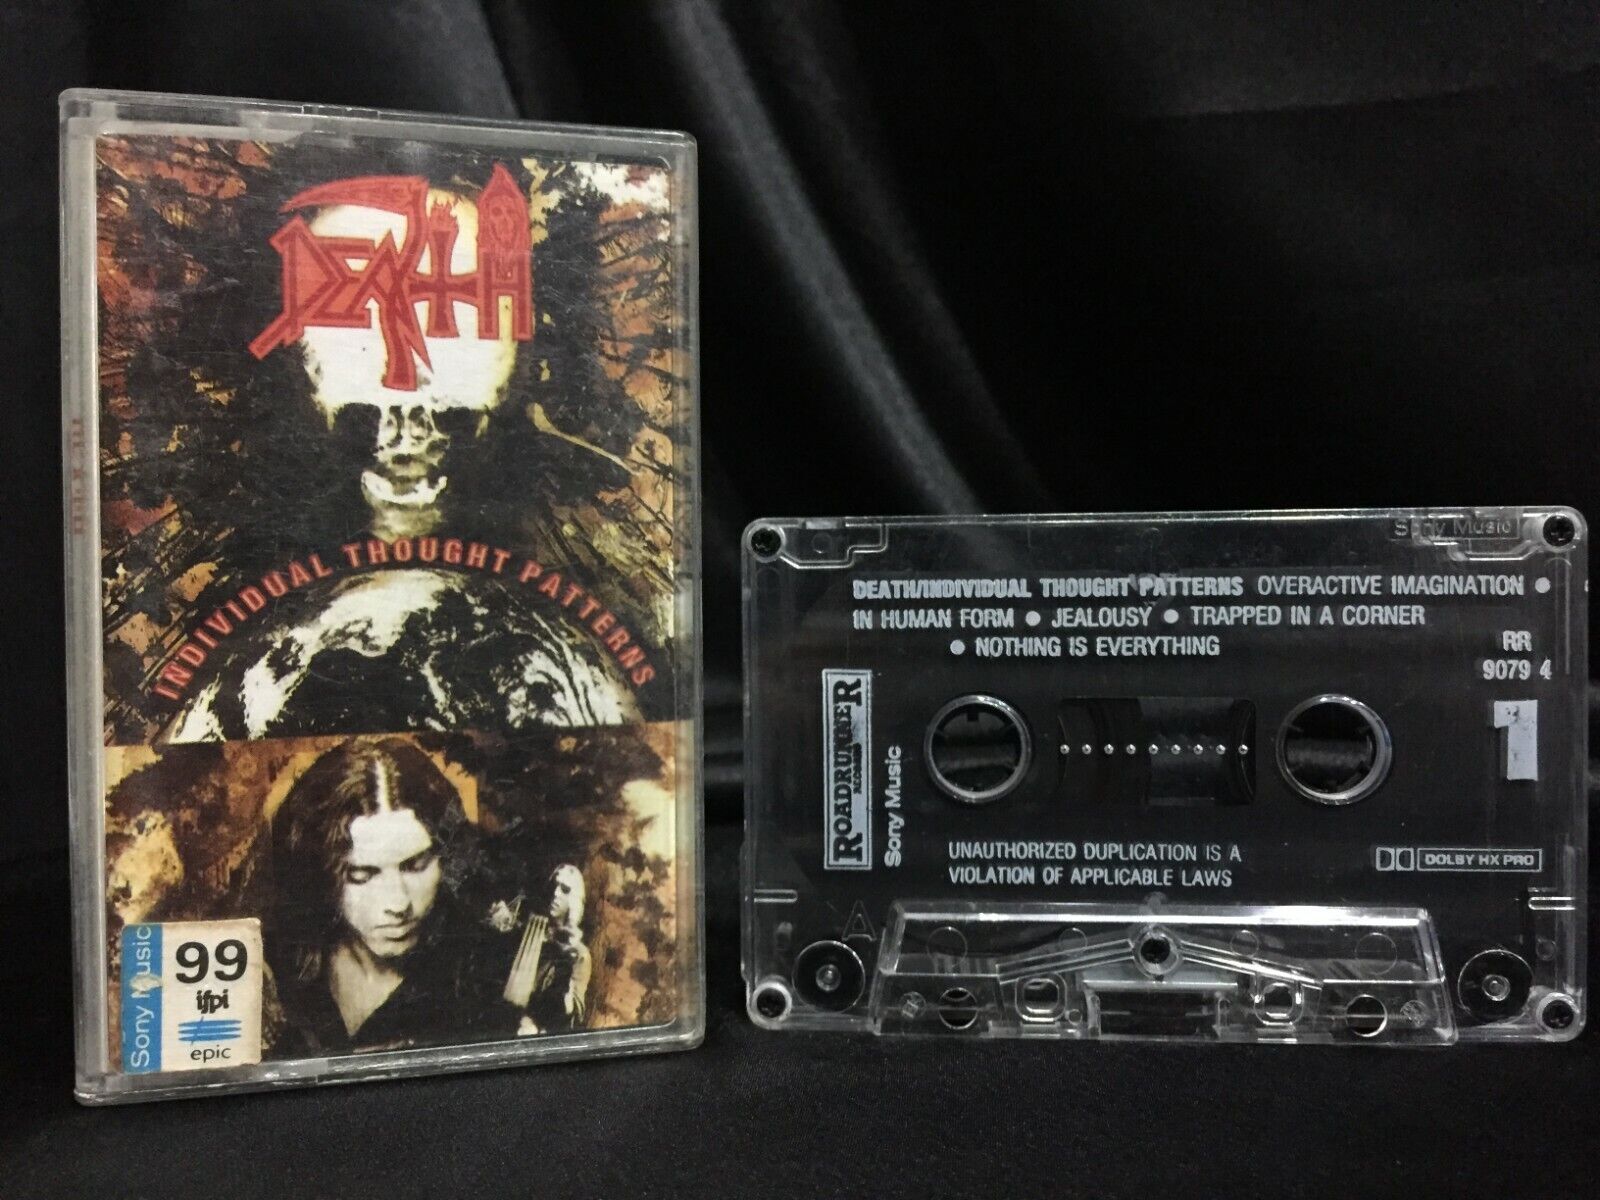 DEATH
INDIVIDUAL THOUGHT PATTERNS
Sony Music
99
ifpi
epic
Sony Music
DEATH/INDIVIDUAL THOUGHT PATTERNS OVERACTIVE IMAGINATION ●
IN HUMAN FORM ● JEALOUSY ● TRAPPED IN A CORNER
● NOTHING IS EVERYTHING
RR
9079 4
1
ROADRUNNER
Sony Music
UNAUTHORIZED DUPLICATION IS A
VIOLATION OF APPLICABLE LAWS
DOLBY HX PRO
A